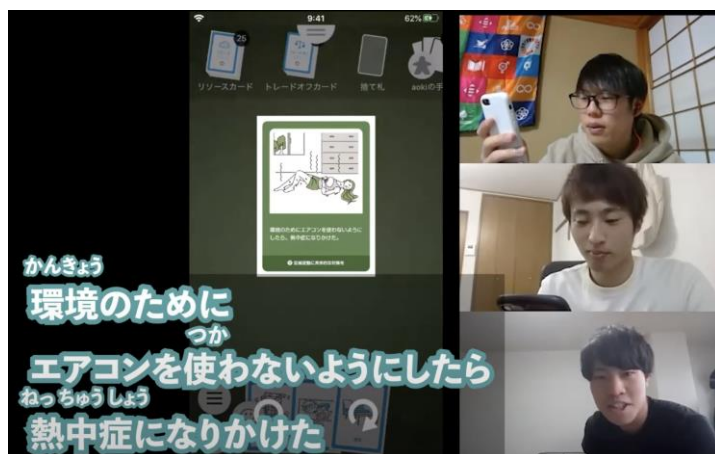 9:41
62%
25
リソースカード
トレードオフカード
捨て札
aokiの手
環境のためにエアコンを使わないように
したら、熱中症になりかけた。
かんきょう
環境のために
つか
エアコンを使わないようにしたら
ねっちゅうしょう
熱中症になりかけた